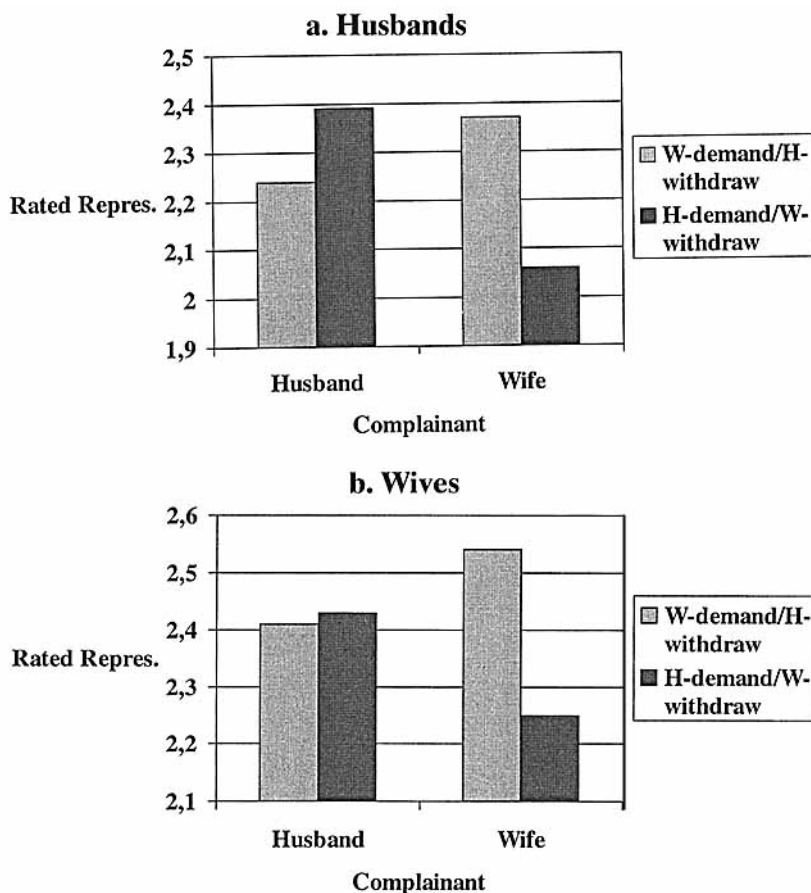 a. Husbands
2,5
2,4
2,3
2,2
2,1
2
1,9
Rated Repres.
Husband
Wife
Complainant
W-demand/H-
withdraw
H-demand/W-
withdraw
b. Wives
2,6
2,5
2,4
2,3
2,2
2,1
Rated Repres.
Husband
Wife
Complainant
W-demand/H-
withdraw
H-demand/W-
withdraw